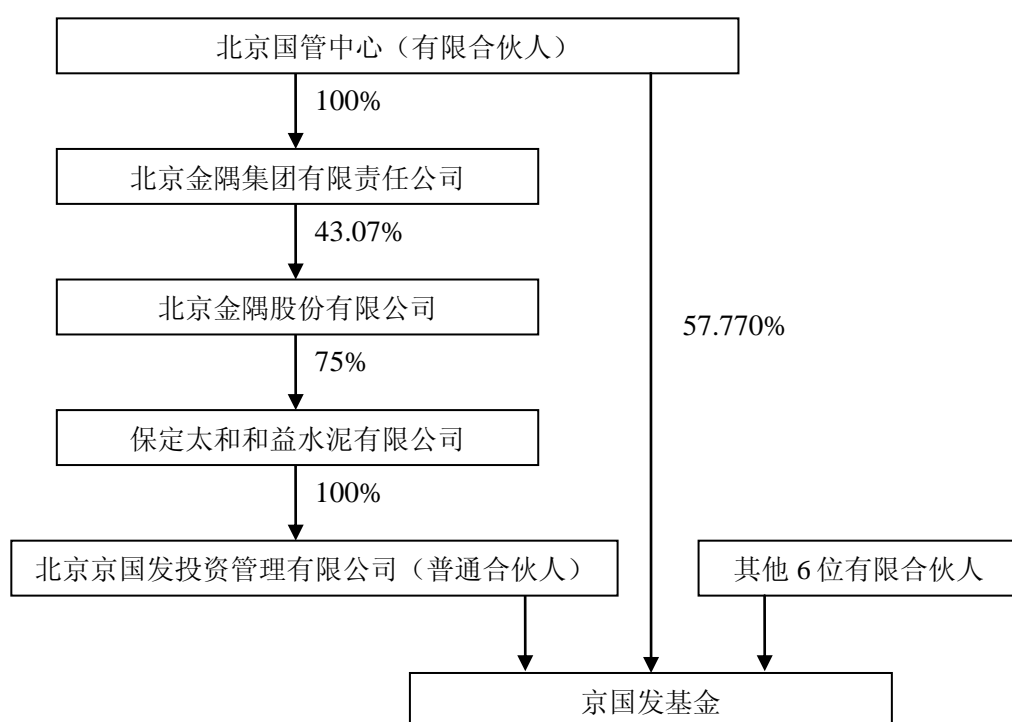 北京国管中心（有限合伙人）
100%
北京金隅集团有限责任公司
43.07%
北京金隅股份有限公司
57.770%
75%
保定太和和益水泥有限公司
100%
北京京国发投资管理有限公司（普通合伙人）
其他 6 位有限合伙人
京国发基金